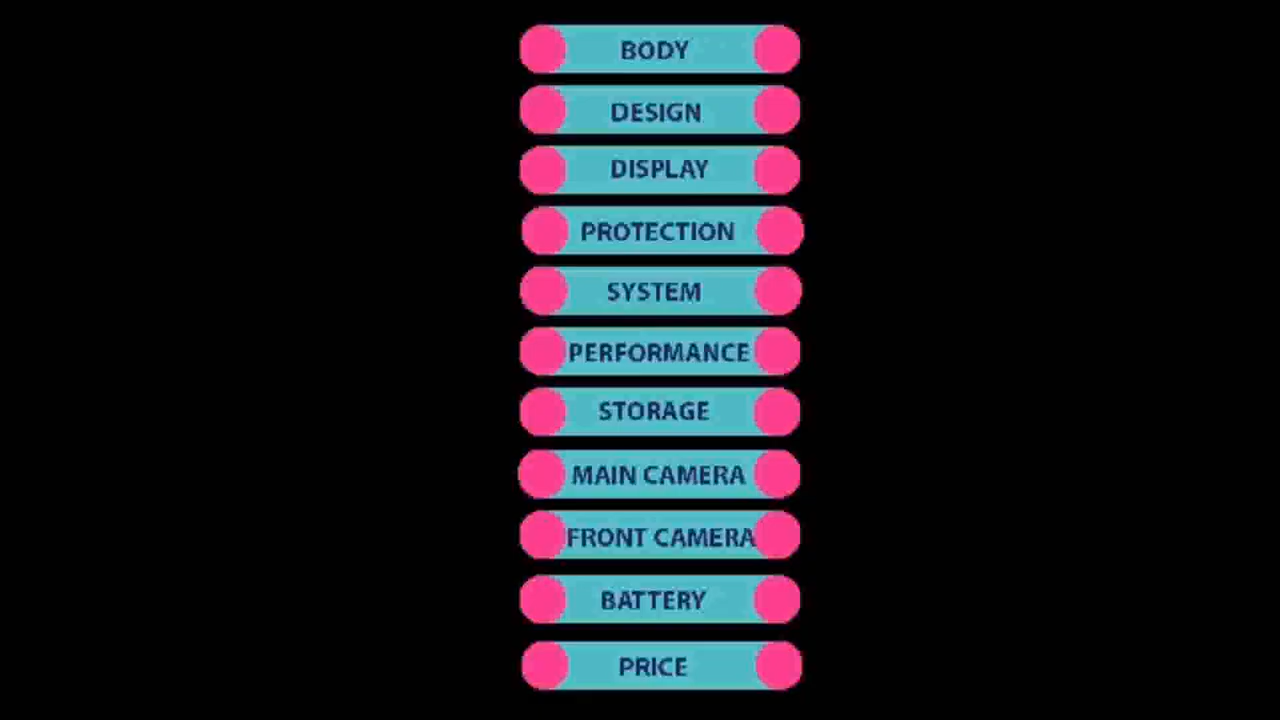 BODY
DESIGN
DISPLAY
PROTECTION
SYSTEM
PERFORMANCE
STORAGE
MAIN CAMERA
FRONT CAMERA
BATTERY
PRICE